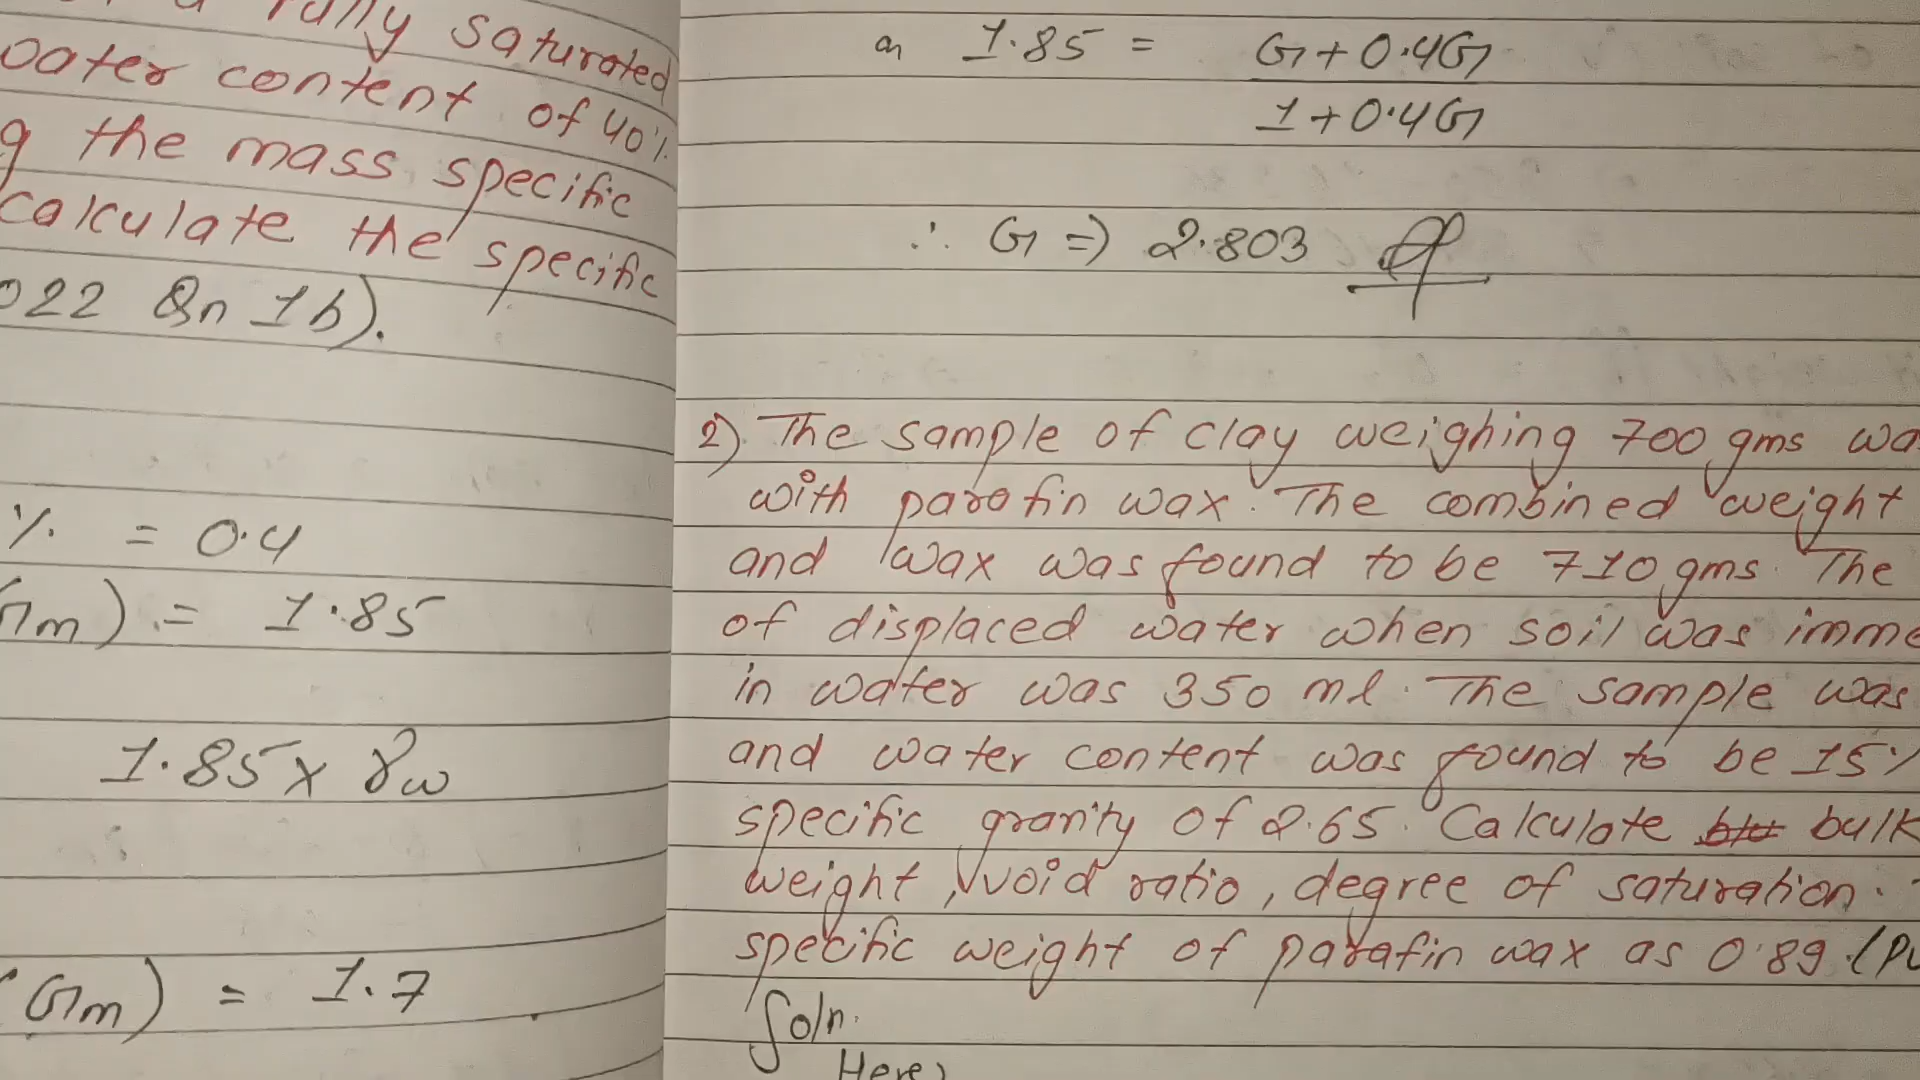 fully saturated
water content of 40%.
the mass specific
calculate the specific
022 Qn 1b).
%. = 0.4
Gm) = 1.85
1.85 x γw
(Gm) = 1.7
or 1.85 = G+0.4G
1+0.4G
∴ G => 2.803
2) The sample of clay weighing 700 gms
with parafin wax. The combined weight
and wax was found to be 710 gms. The
of displaced water when soil was
in water was 350 ml. The sample was
and water content was found to be 15%
specific gravity of 2.65. Calculate bulk
weight, void ratio, degree of saturation.
specific weight of parafin wax as 0.89. (
Soln.
Here,